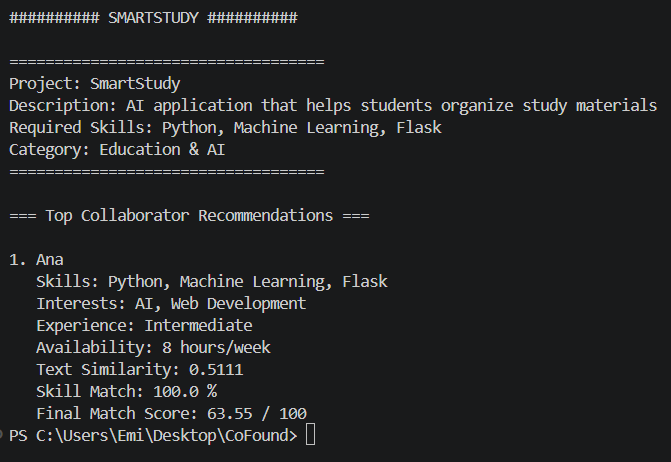 ########## SMARTSTUDY ##########
===================================
Project: SmartStudy
Description: AI application that helps students organize study materials
Required Skills: Python, Machine Learning, Flask
Category: Education & AI
===================================
=== Top Collaborator Recommendations ===
1. Ana
Skills: Python, Machine Learning, Flask
Interests: AI, Web Development
Experience: Intermediate
Availability: 8 hours/week
Text Similarity: 0.5111
Skill Match: 100.0 %
Final Match Score: 63.55 / 100
PS C:\Users\Emi\Desktop\CoFound>